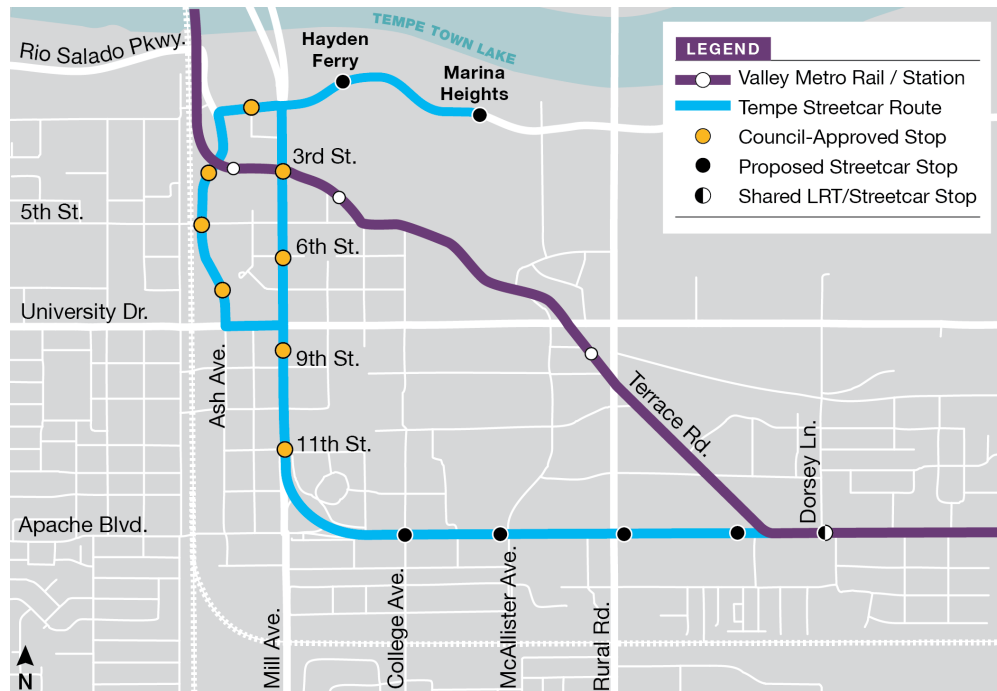 TEMPE TOWN LAKE
Rio Salado Pkwy.
Hayden
Ferry
Marina
Heights
LEGEND
Valley Metro Rail / Station
Tempe Streetcar Route
Council-Approved Stop
Proposed Streetcar Stop
Shared LRT/Streetcar Stop
3rd St.
5th St.
6th St.
University Dr.
9th St.
Ash Ave.
Terrace Rd.
11th St.
Dorsey Ln.
Apache Blvd.
Mill Ave.
College Ave.
McAllister Ave.
Rural Rd.
N